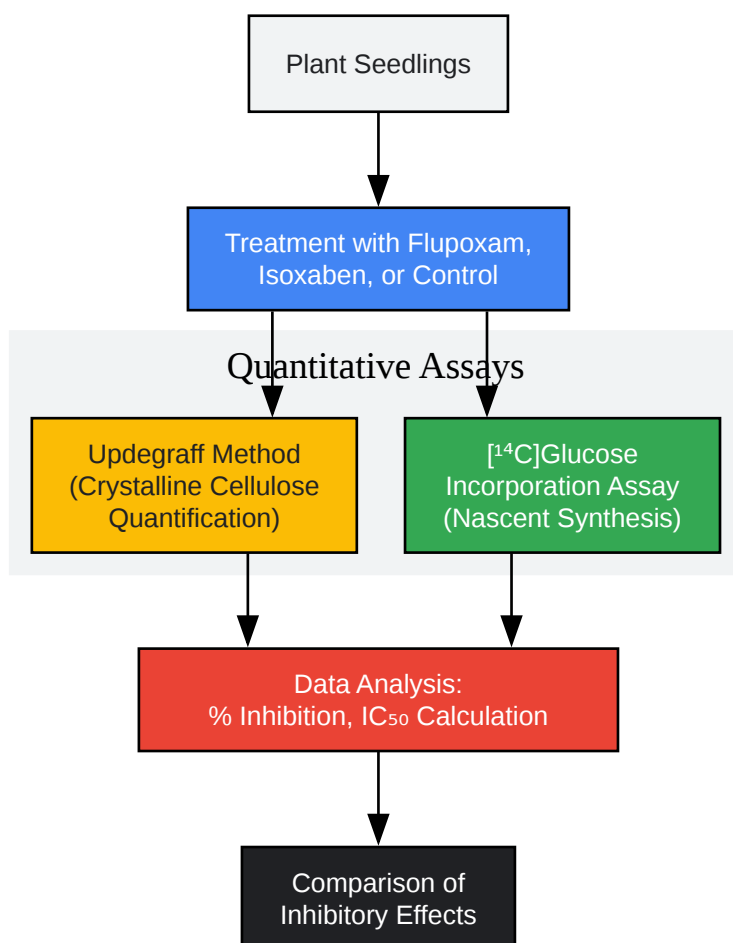 Plant Seedlings
Treatment with Flupoxam,
Isoxaben, or Control
Quantitative Assays
Updegraff Method
(Crystalline Cellulose
Quantification)
[¹⁴C]Glucose
Incorporation Assay
(Nascent Synthesis)
Data Analysis:
% Inhibition, IC₅₀ Calculation
Comparison of
Inhibitory Effects